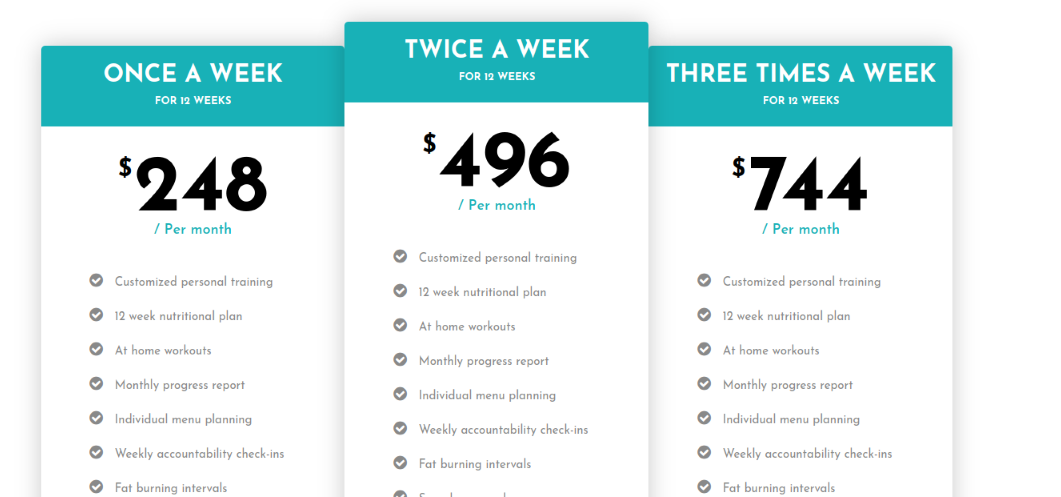 ONCE A WEEK
FOR 12 WEEKS
$248
/ Per month
Customized personal training
12 week nutritional plan
At home workouts
Monthly progress report
Individual menu planning
Weekly accountability check-ins
Fat burning intervals
TWICE A WEEK
FOR 12 WEEKS
$496
/ Per month
Customized personal training
12 week nutritional plan
At home workouts
Monthly progress report
Individual menu planning
Weekly accountability check-ins
Fat burning intervals
THREE TIMES A WEEK
FOR 12 WEEKS
$744
/ Per month
Customized personal training
12 week nutritional plan
At home workouts
Monthly progress report
Individual menu planning
Weekly accountability check-ins
Fat burning intervals